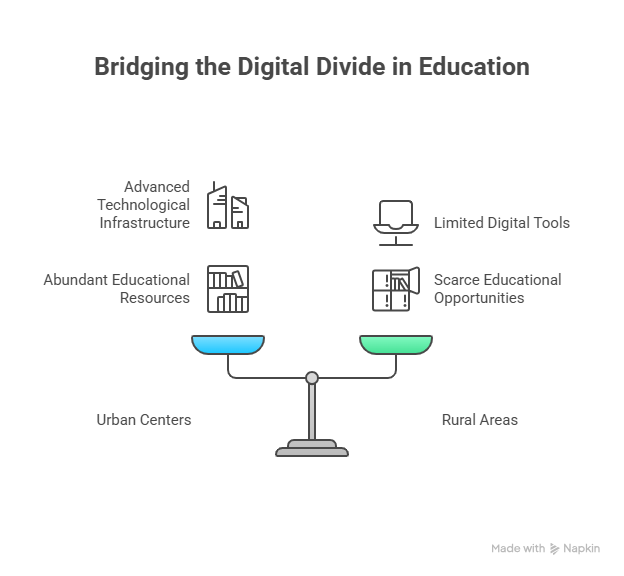 Bridging the Digital Divide in Education
Advanced
Technological
Infrastructure
Limited Digital Tools
Abundant Educational
Resources
Scarce Educational
Opportunities
Urban Centers
Rural Areas
Made with Napkin